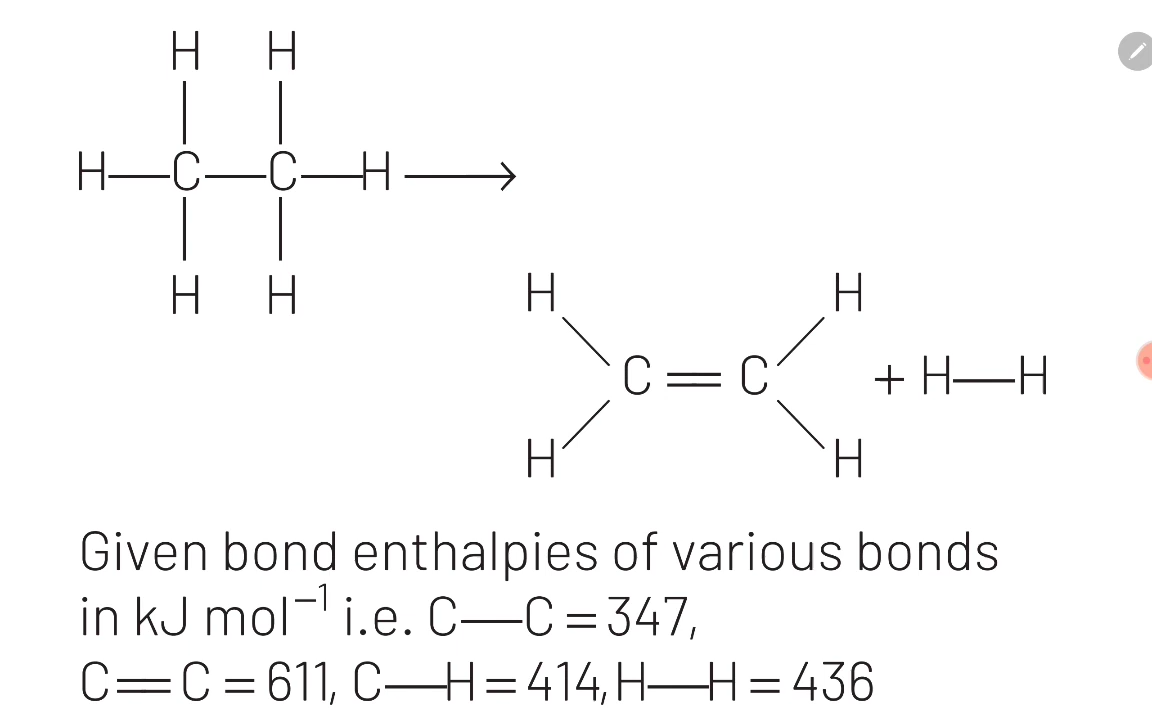 H H
H—C—C—H ⟶
H H
H H
C=C + H—H
H H
Given bond enthalpies of various bonds
in kJ mol⁻¹ i.e. C—C = 347,
C=C = 611, C—H = 414, H—H = 436